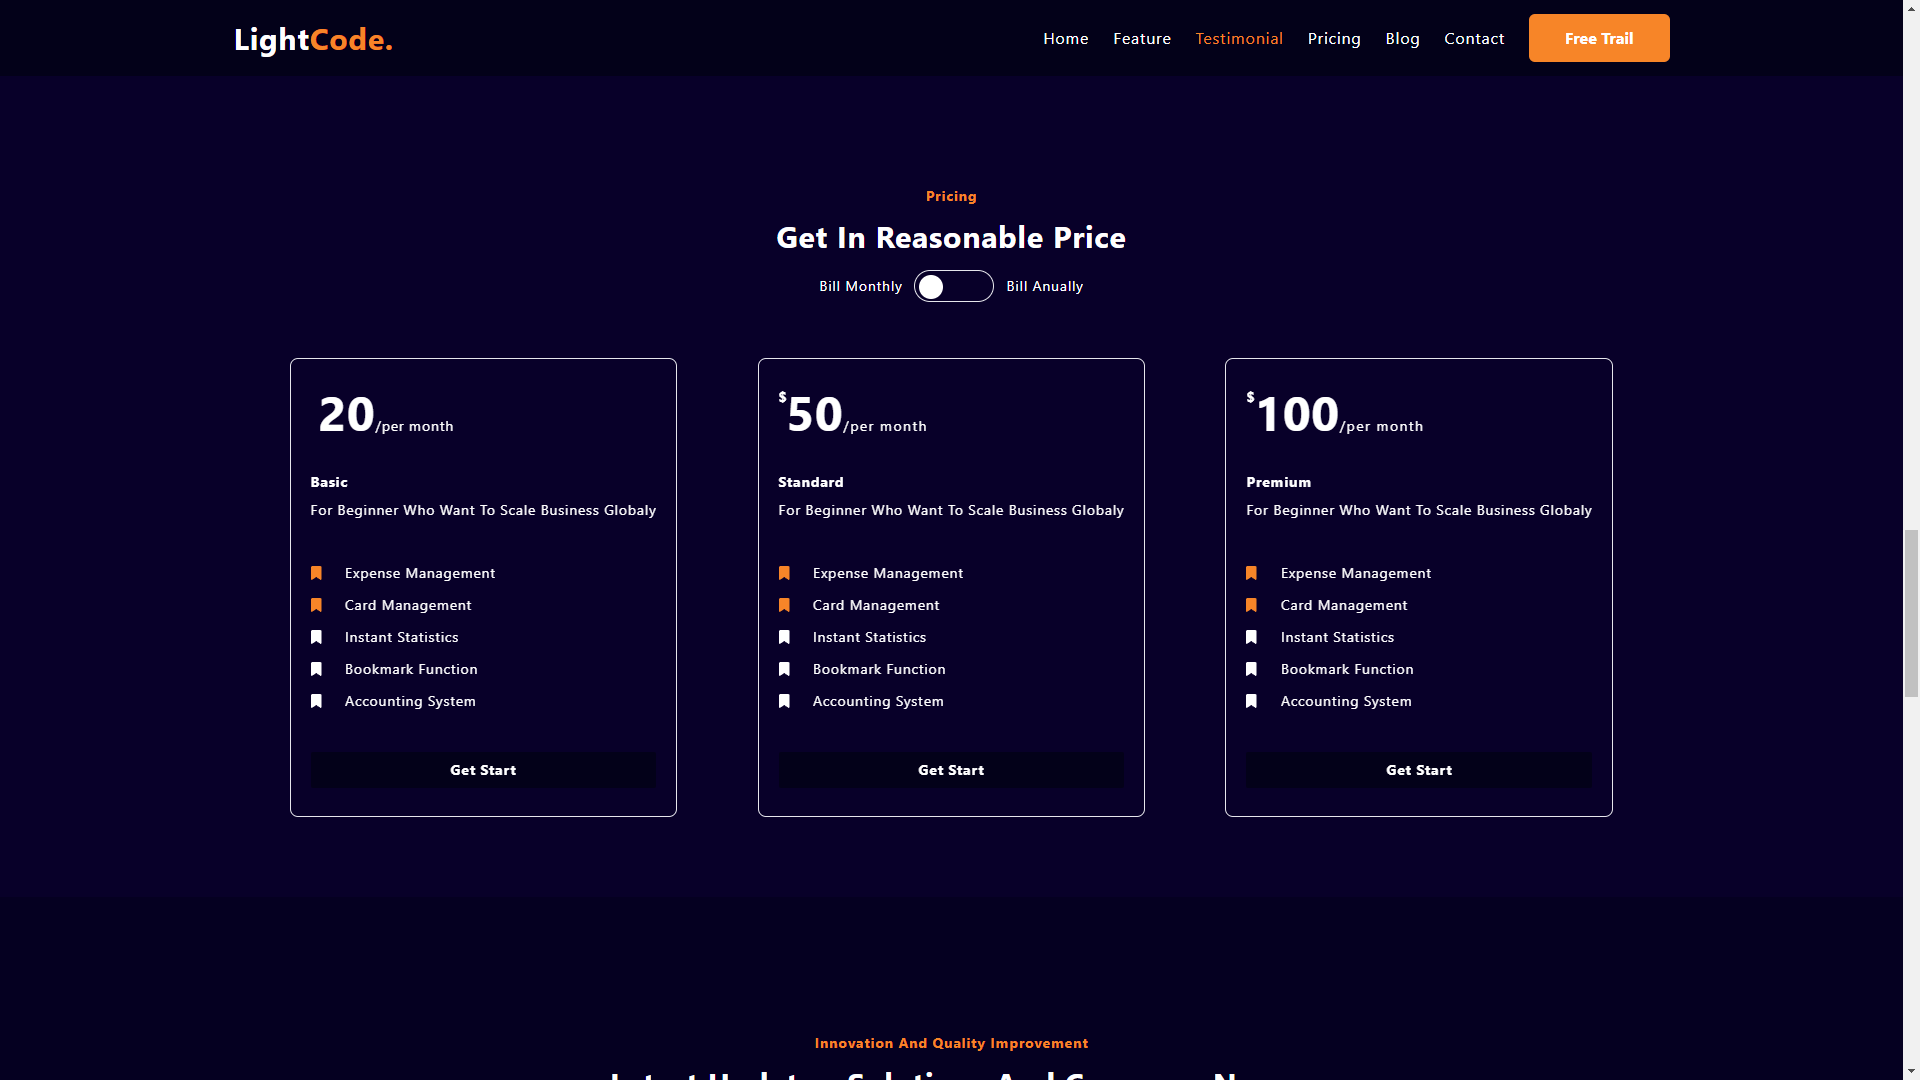 LightCode.
Home Feature Testimonial Pricing Blog Contact Free Trail
Pricing
Get In Reasonable Price
Bill Monthly Bill Anually
20/per month
Basic
For Beginner Who Want To Scale Business Globaly
Expense Management
Card Management
Instant Statistics
Bookmark Function
Accounting System
Get Start
$50/per month
Standard
For Beginner Who Want To Scale Business Globaly
Expense Management
Card Management
Instant Statistics
Bookmark Function
Accounting System
Get Start
$100/per month
Premium
For Beginner Who Want To Scale Business Globaly
Expense Management
Card Management
Instant Statistics
Bookmark Function
Accounting System
Get Start
Innovation And Quality Improvement